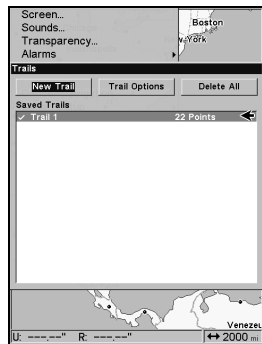 Screen...
Sounds...
Transparency...
Alarms
Boston
York
Trails
New Trail
Trail Options
Delete All
Saved Trails
✓ Trail 1 22 Points
Venezue
U: ---.--" R: ---.--" ↔ 2000 mi